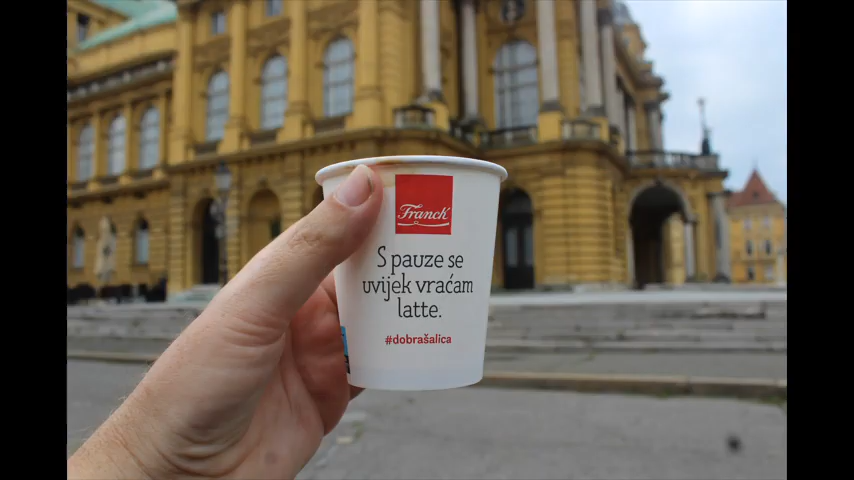 Franck
S pauze se
uvijek vraćam
latte.
#dobrašalica